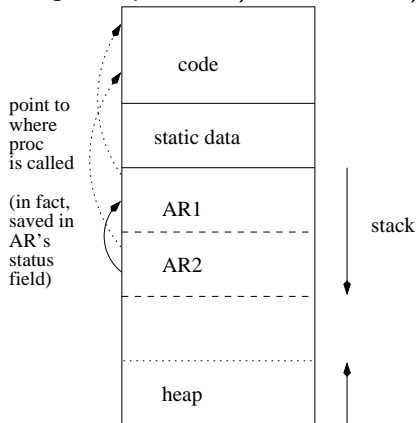 code
point to
where
proc
is called
static data
(in fact,
saved in
AR's
status
field)
AR1
stack
AR2
heap